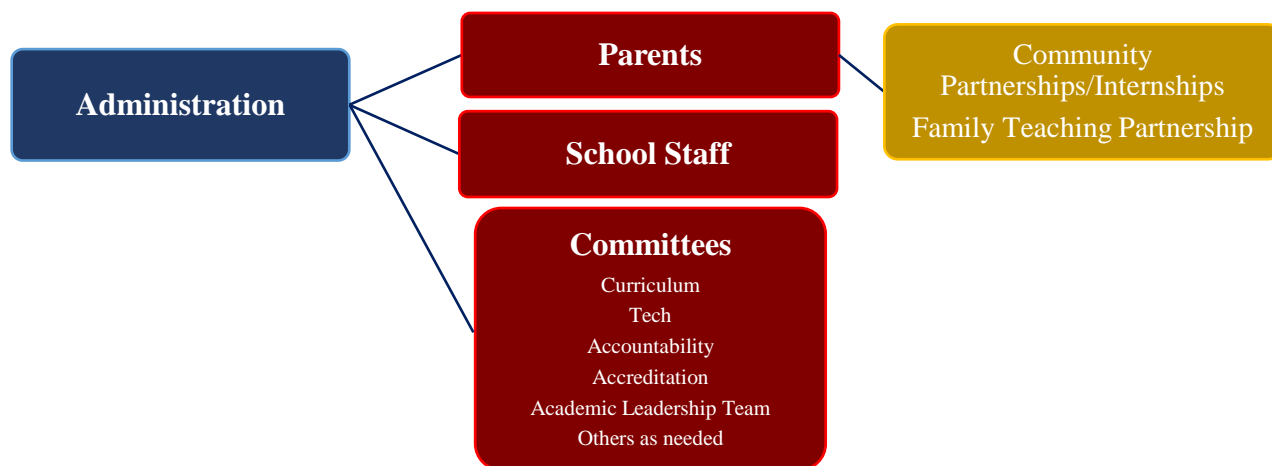 Administration
Parents
School Staff
Committees
Curriculum
Tech
Accountability
Accreditation
Academic Leadership Team
Others as needed
Community
Partnerships/Internships
Family Teaching Partnership